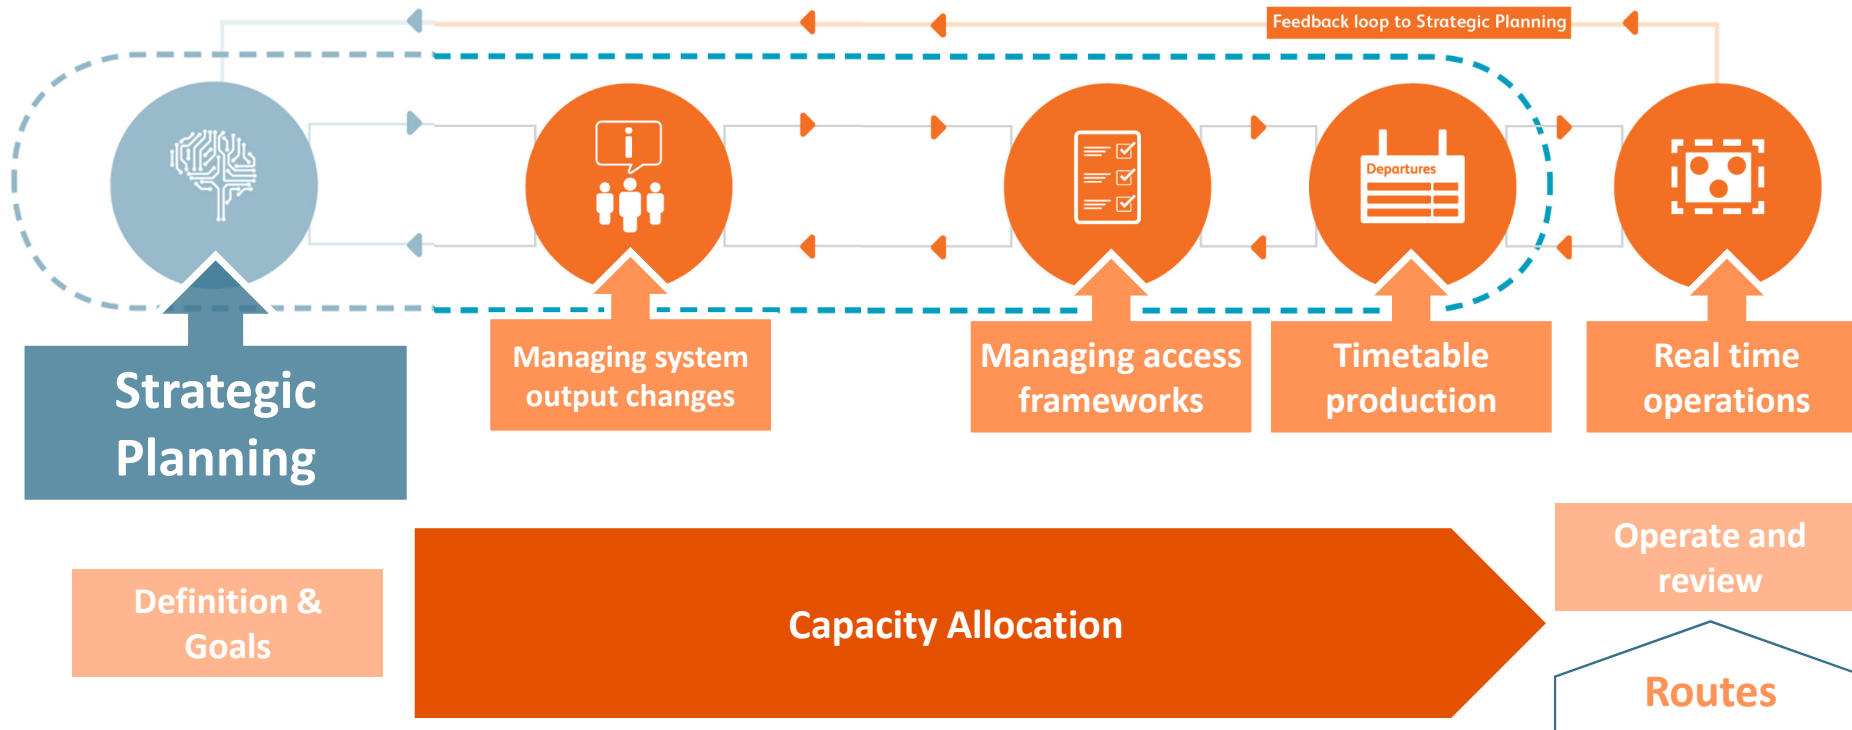 Feedback loop to Strategic Planning
i
Departures
Strategic
Planning
Managing system
output changes
Managing access
frameworks
Timetable
production
Real time
operations
Definition &
Goals
Capacity Allocation
Operate and
review
Routes